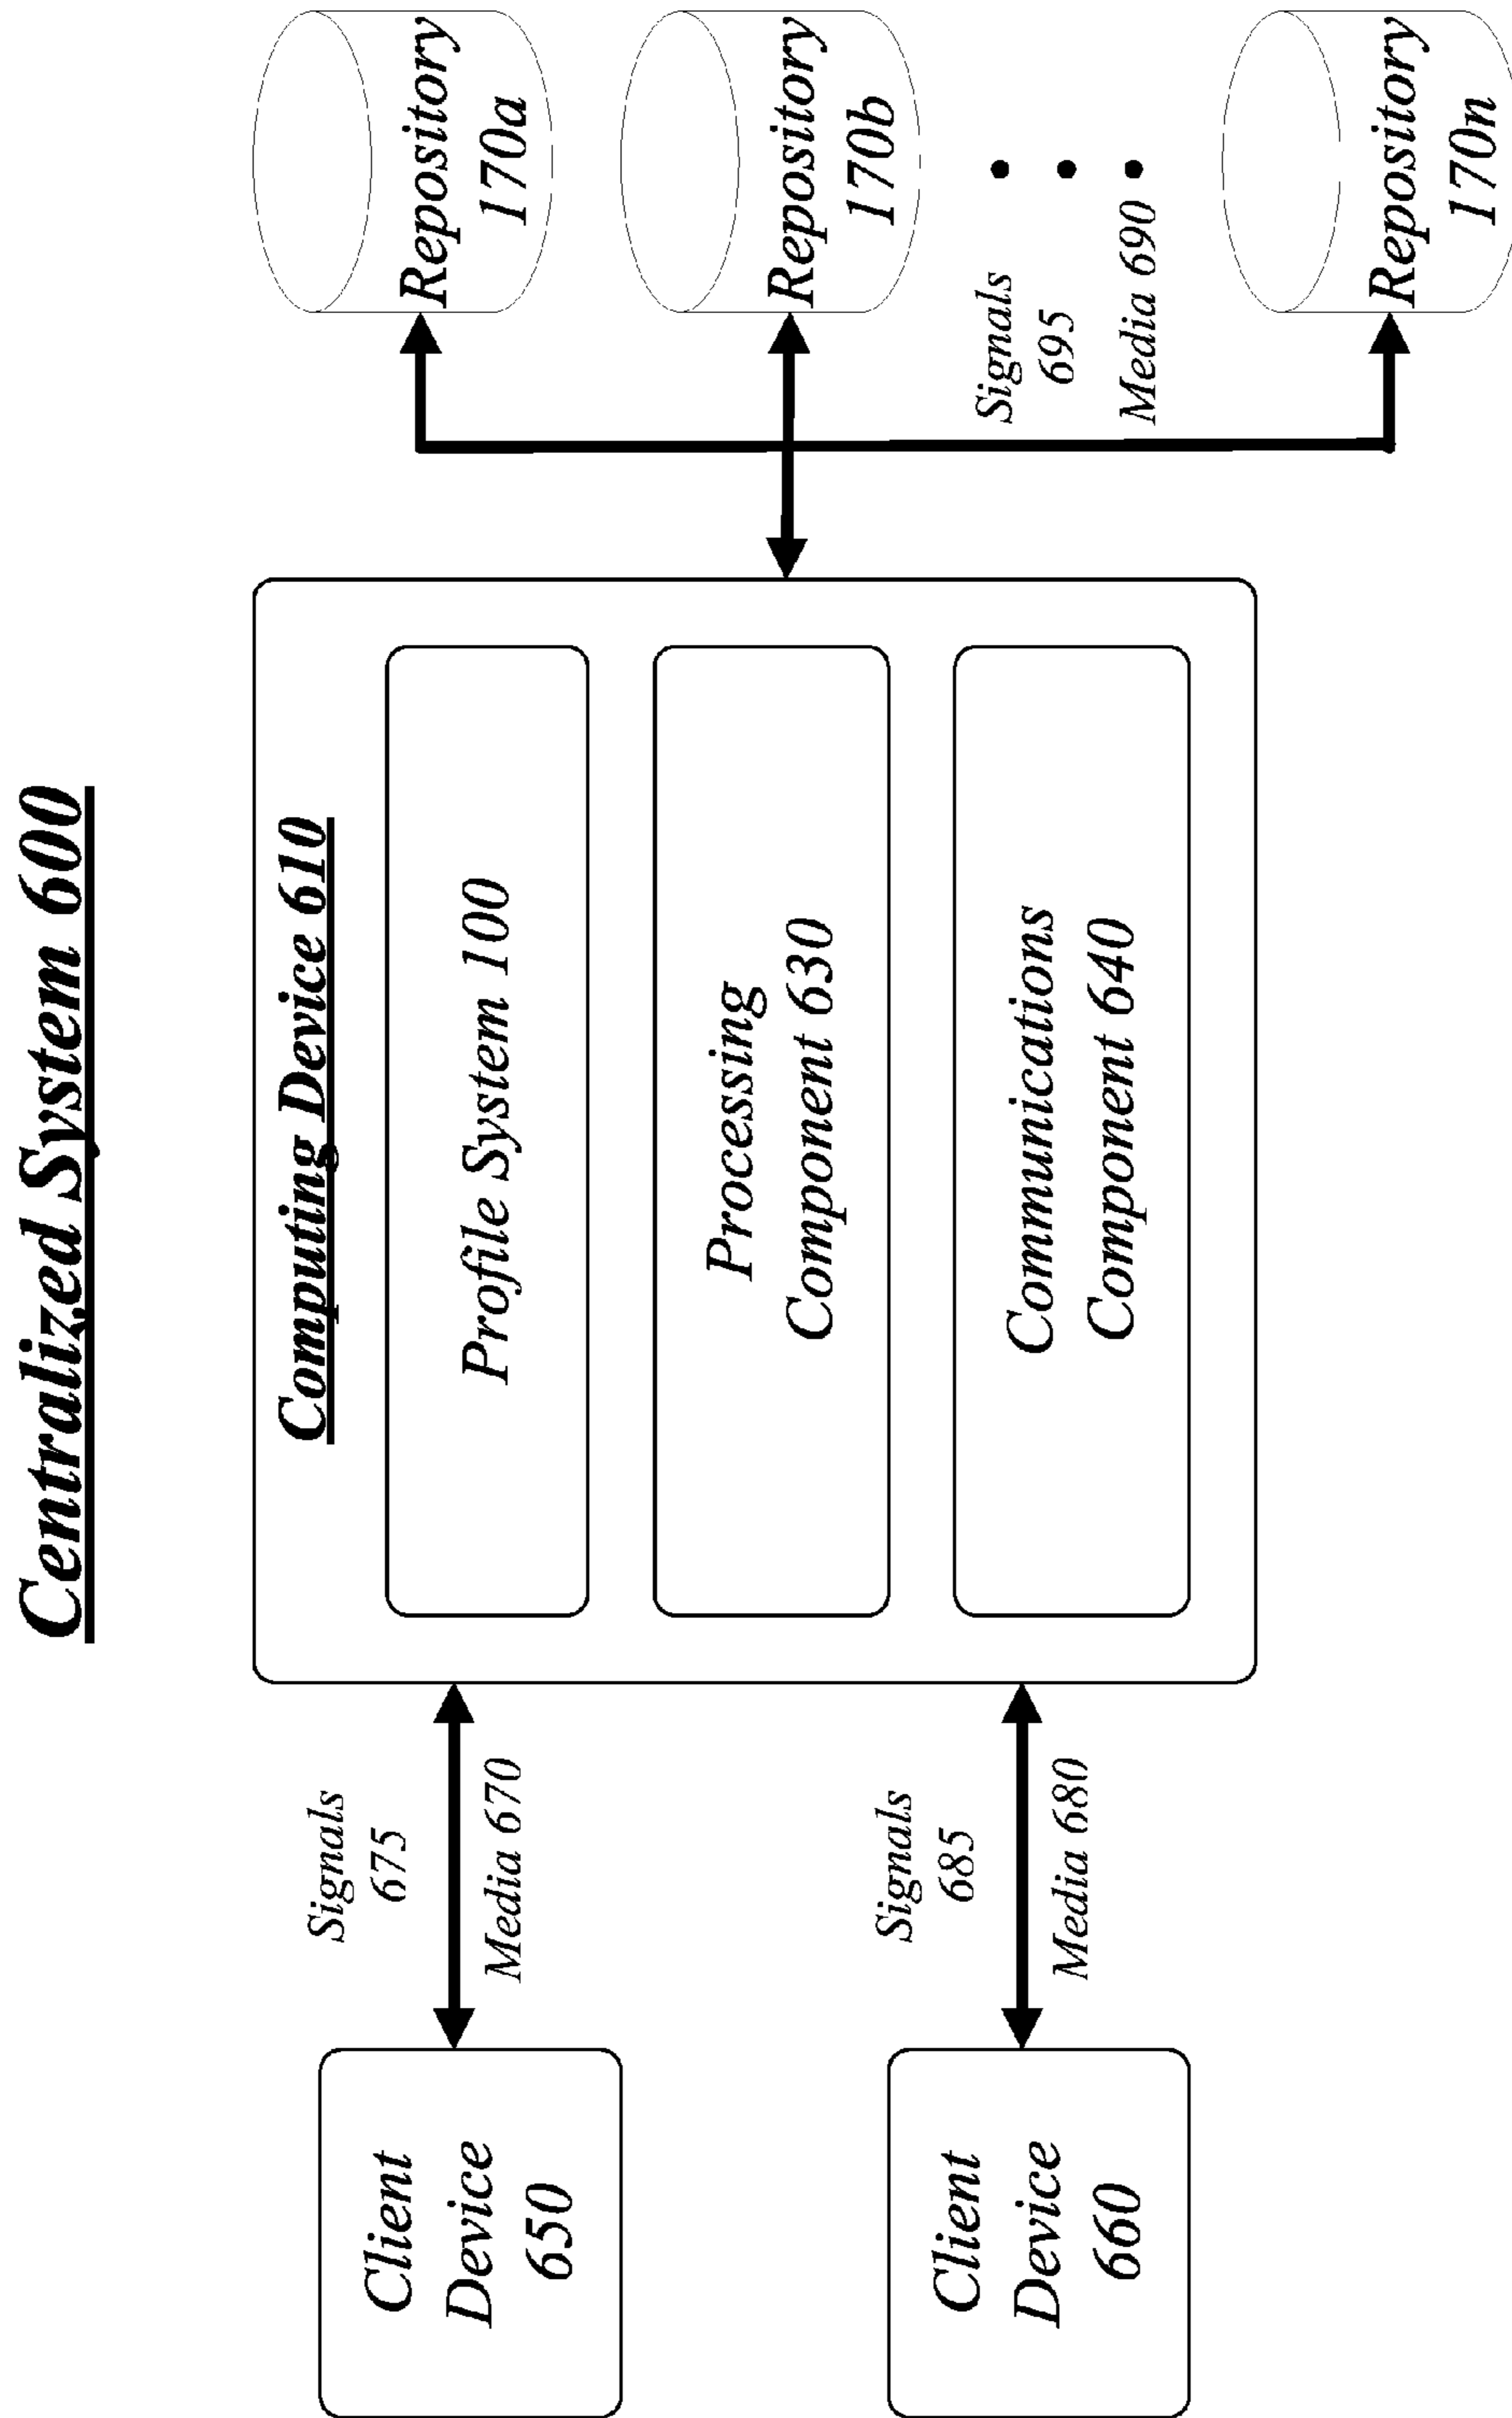 Centralized System 600
Computing Device 610
Profile System 100
Processing
Component 630
Communications
Component 640
Client
Device
650
Signals
675
Media 670
Client
Device
660
Signals
685
Media 680
Repository
170a
Repository
170b
Signals
695
Media 690
Repository
170n